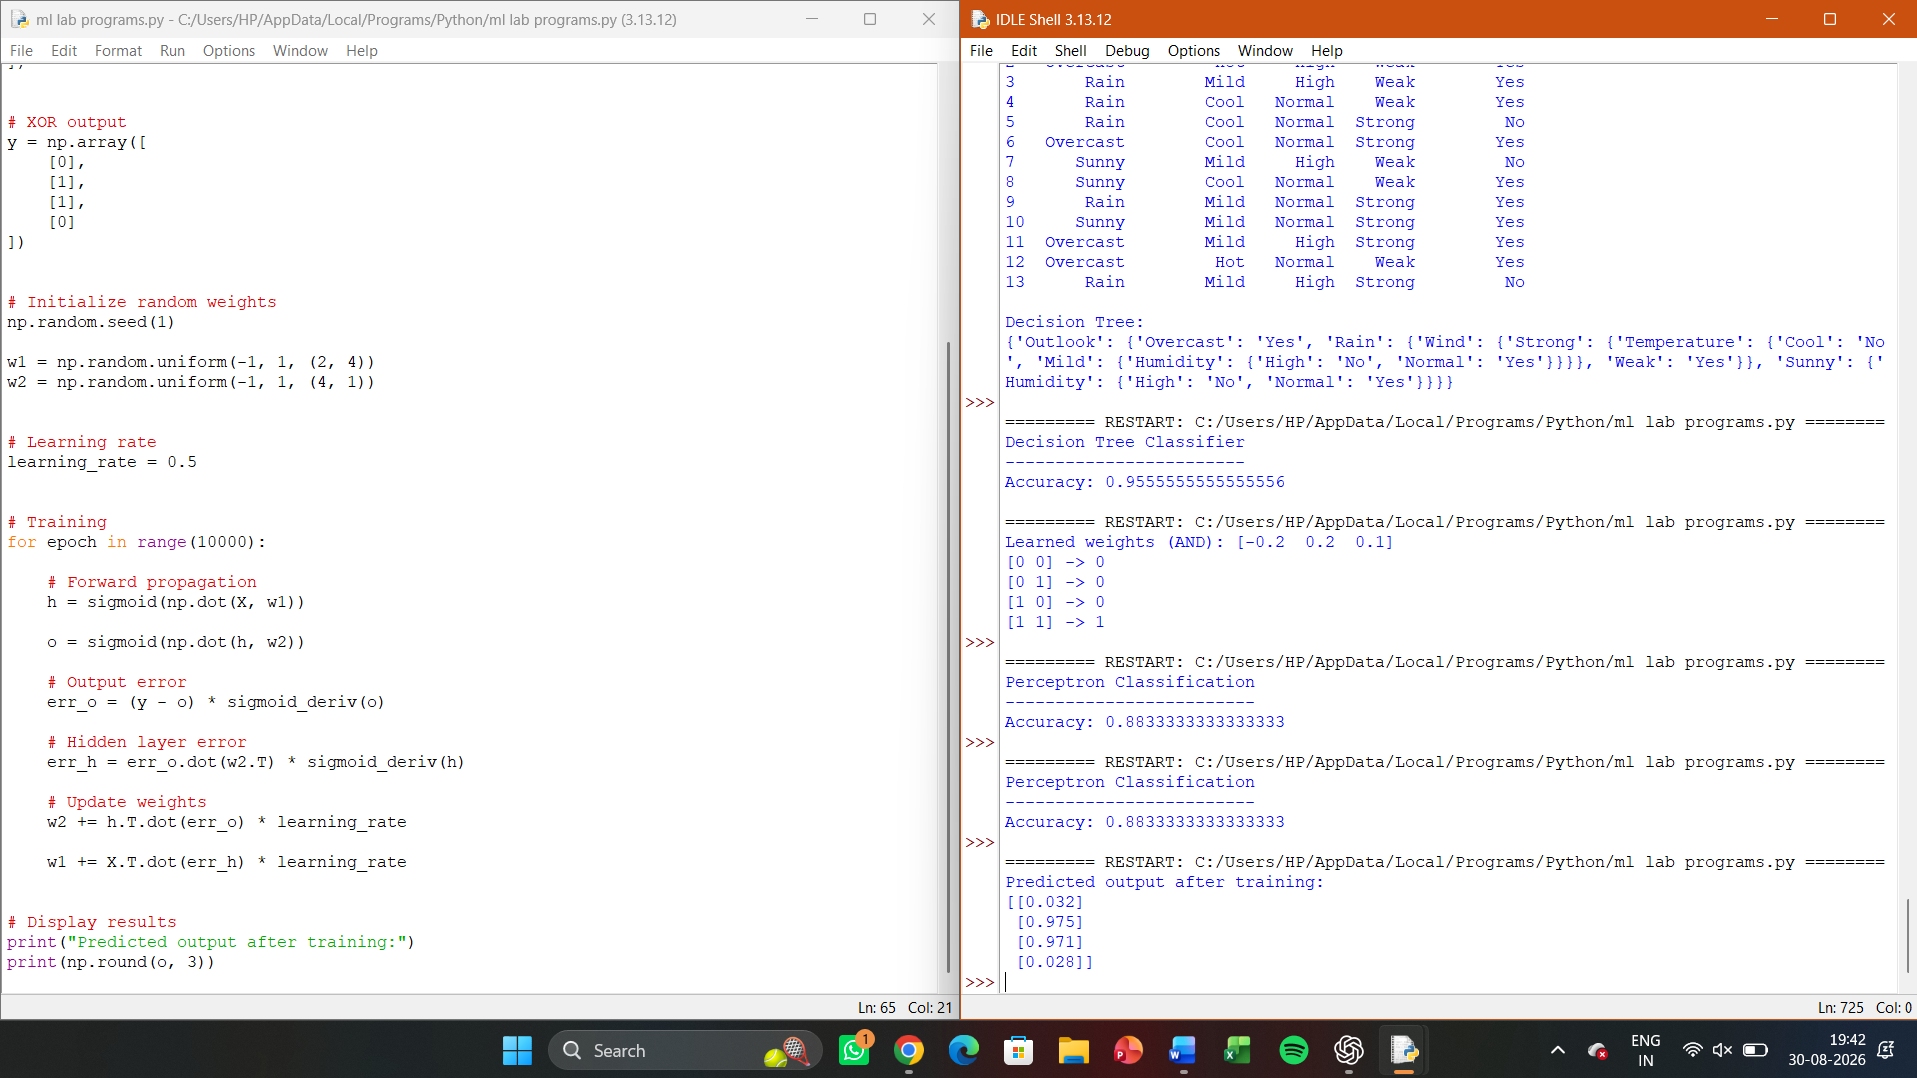 ml lab programs.py - C:/Users/HP/AppData/Local/Programs/Python/ml lab programs.py (3.13.12)
File Edit Format Run Options Window Help
# XOR output
y = np.array([
    [0],
    [1],
    [1],
    [0]
])
# Initialize random weights
np.random.seed(1)
w1 = np.random.uniform(-1, 1, (2, 4))
w2 = np.random.uniform(-1, 1, (4, 1))
# Learning rate
learning_rate = 0.5
# Training
for epoch in range(10000):
    # Forward propagation
    h = sigmoid(np.dot(X, w1))
    o = sigmoid(np.dot(h, w2))
    # Output error
    err_o = (y - o) * sigmoid_deriv(o)
    # Hidden layer error
    err_h = err_o.dot(w2.T) * sigmoid_deriv(h)
    # Update weights
    w2 += h.T.dot(err_o) * learning_rate
    w1 += X.T.dot(err_h) * learning_rate
# Display results
print("Predicted output after training:")
print(np.round(o, 3))
Ln: 65 Col: 21
IDLE Shell 3.13.12
File Edit Shell Debug Options Window Help
3 Rain Mild High Weak Yes
4 Rain Cool Normal Weak Yes
5 Rain Cool Normal Strong No
6 Overcast Cool Normal Strong Yes
7 Sunny Mild High Weak No
8 Sunny Cool Normal Weak Yes
9 Rain Mild Normal Strong Yes
10 Sunny Mild Normal Strong Yes
11 Overcast Mild High Strong Yes
12 Overcast Hot Normal Weak Yes
13 Rain Mild High Strong No
Decision Tree:
{'Outlook': {'Overcast': 'Yes', 'Rain': {'Wind': {'Strong': {'Temperature': {'Cool': 'No
', 'Mild': {'Humidity': {'High': 'No', 'Normal': 'Yes'}}}}, 'Weak': 'Yes'}}, 'Sunny': {'
Humidity': {'High': 'No', 'Normal': 'Yes'}}}}
>>>
========= RESTART: C:/Users/HP/AppData/Local/Programs/Python/ml lab programs.py ========
Decision Tree Classifier
------------------------
Accuracy: 0.9555555555555556
========= RESTART: C:/Users/HP/AppData/Local/Programs/Python/ml lab programs.py ========
Learned weights (AND): [-0.2  0.2  0.1]
[0 0] -> 0
[0 1] -> 0
[1 0] -> 0
[1 1] -> 1
>>>
========= RESTART: C:/Users/HP/AppData/Local/Programs/Python/ml lab programs.py ========
Perceptron Classification
-------------------------
Accuracy: 0.8833333333333333
>>>
========= RESTART: C:/Users/HP/AppData/Local/Programs/Python/ml lab programs.py ========
Perceptron Classification
-------------------------
Accuracy: 0.8833333333333333
>>>
========= RESTART: C:/Users/HP/AppData/Local/Programs/Python/ml lab programs.py ========
Predicted output after training:
[[0.032]
 [0.975]
 [0.971]
 [0.028]]
>>>
Ln: 725 Col: 0
Search
1
ENG
IN
19:42
30-08-2026